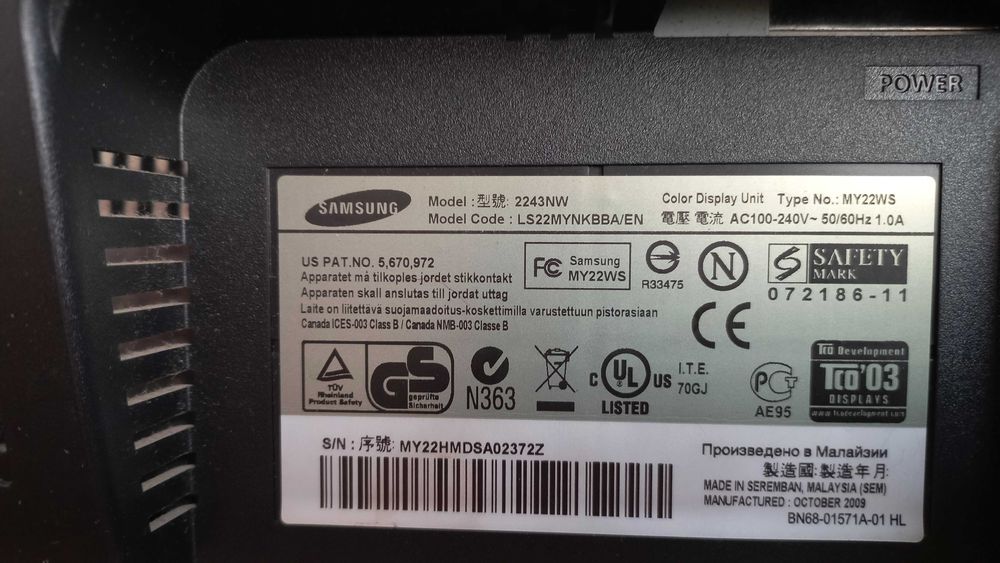 POWER
SAMSUNG
Model : 型號: 2243NW
Model Code : LS22MYNKBBA/EN
Color Display Unit Type No.: MY22WS
電壓 電流 AC100-240V~ 50/60Hz 1.0A
US PAT.NO. 5,670,972
Apparatet må tilkoples jordet stikkontakt
Apparaten skall anslutas till jordat uttag
Laite on liitettävä suojamaadoitus-koskettimilla varustettuun pistorasiaan
Canada ICES-003 Class B / Canada NMB-003 Classe B
FC Samsung
MY22WS
R33475
N
S SAFETY
MARK
072186-11
CE
TÜV
Rheinland
Product Safety
GS
geprüfte
Sicherheit
N363
C UL US
LISTED
I.T.E.
70GJ
PCT
AE95
Tco Development
Tco'03
DISPLAYS
www.tcodevelopment.com
S/N : 序號: MY22HMDSA02372Z
Произведено в Малайзии
製造國:製造年月:
MADE IN SEREMBAN, MALAYSIA (SEM)
MANUFACTURED : OCTOBER 2009
BN68-01571A-01 HL